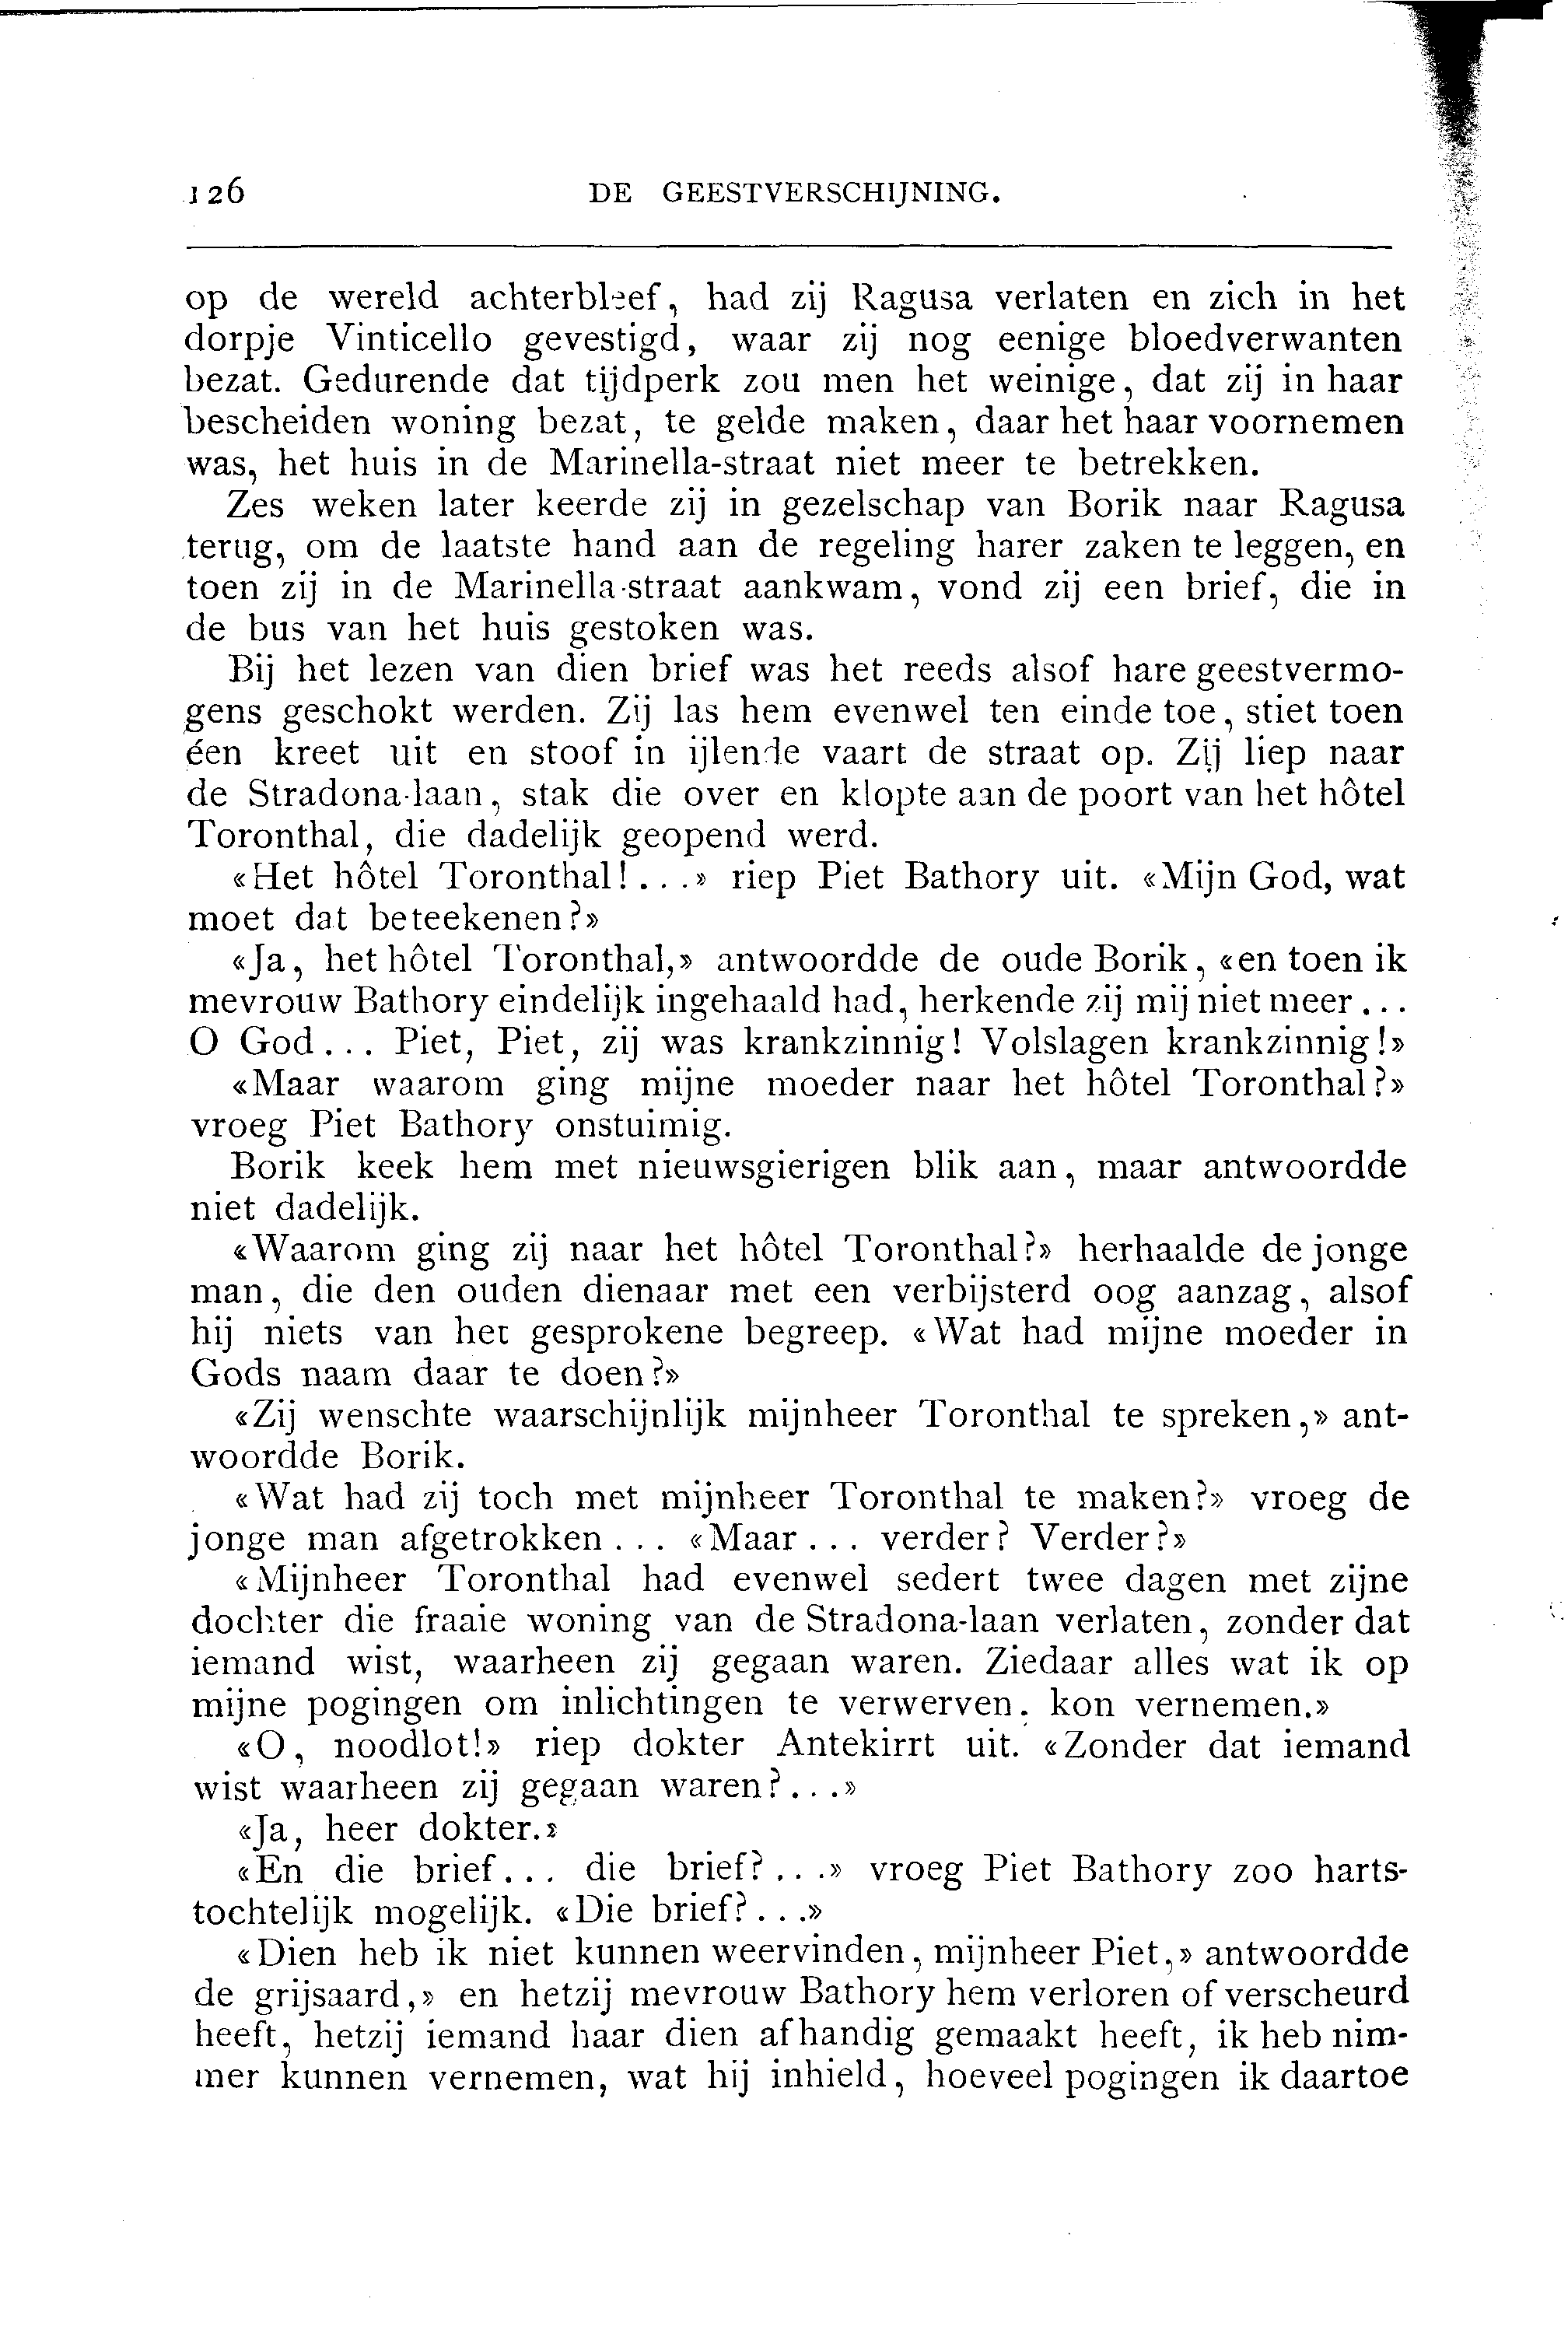 126 DE GEESTVERSCHIJNING.
op de wereld achterbleef, had zij Ragusa verlaten en zich in het
dorpje Vinticello gevestigd, waar zij nog eenige bloedverwanten
bezat. Gedurende dat tijdperk zou men het weinige, dat zij in haar
bescheiden woning bezat, te gelde maken, daar het haar voornemen
was, het huis in de Marinella-straat niet meer te betrekken.
Zes weken later keerde zij in gezelschap van Borik naar Ragusa
terug, om de laatste hand aan de regeling harer zaken te leggen, en
toen zij in de Marinella-straat aankwam, vond zij een brief, die in
de bus van het huis gestoken was.
Bij het lezen van dien brief was het reeds alsof hare geestvermo-
gens geschokt werden. Zij las hem evenwel ten einde toe, stiet toen
éen kreet uit en stoof in ijlende vaart de straat op. Zij liep naar
de Stradona-laan, stak die over en klopte aan de poort van het hôtel
Toronthal, die dadelijk geopend werd.
«Het hôtel Toronthal!...» riep Piet Bathory uit. «Mijn God, wat
moet dat beteekenen?»
«Ja, het hôtel Toronthal,» antwoordde de oude Borik, «en toen ik
mevrouw Bathory eindelijk ingehaald had, herkende zij mij niet meer...
O God... Piet, Piet, zij was krankzinnig! Volslagen krankzinnig!»
«Maar waarom ging mijne moeder naar het hôtel Toronthal?»
vroeg Piet Bathory onstuimig.
Borik keek hem met nieuwsgierigen blik aan, maar antwoordde
niet dadelijk.
«Waarom ging zij naar het hôtel Toronthal?» herhaalde de jonge
man, die den ouden dienaar met een verbijsterd oog aanzag, alsof
hij niets van het gesprokene begreep. «Wat had mijne moeder in
Gods naam daar te doen?»
«Zij wenschte waarschijnlijk mijnheer Toronthal te spreken,» ant-
woordde Borik.
«Wat had zij toch met mijnheer Toronthal te maken?» vroeg de
jonge man afgetrokken... «Maar... verder? Verder?»
«Mijnheer Toronthal had evenwel sedert twee dagen met zijne
dochter die fraaie woning van de Stradona-laan verlaten, zonder dat
iemand wist, waarheen zij gegaan waren. Ziedaar alles wat ik op
mijne pogingen om inlichtingen te verwerven. kon vernemen.»
«O, noodlot!» riep dokter Antekirrt uit. «Zonder dat iemand
wist waarheen zij gegaan waren?...»
«Ja, heer dokter.»
«En die brief... die brief?...» vroeg Piet Bathory zoo harts-
tochtelijk mogelijk. «Die brief?...»
«Dien heb ik niet kunnen weervinden, mijnheer Piet,» antwoordde
de grijsaard,» en hetzij mevrouw Bathory hem verloren of verscheurd
heeft, hetzij iemand haar dien afhandig gemaakt heeft, ik heb nim-
mer kunnen vernemen, wat hij inhield, hoeveel pogingen ik daartoe